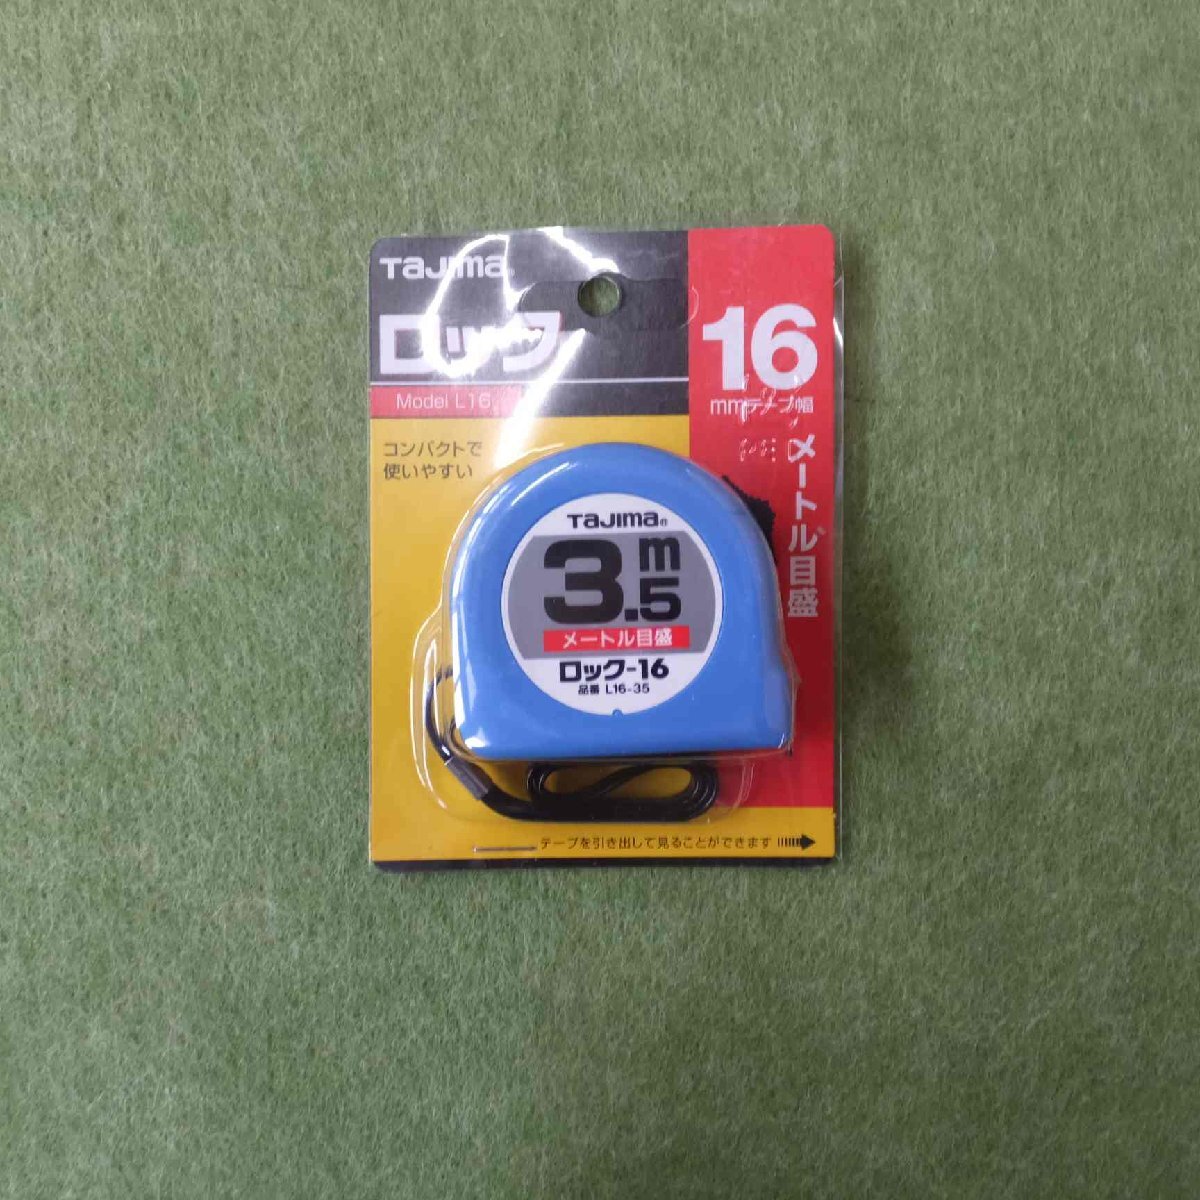 TAJIMA®
ロック
Model L16
16
mmテープ幅
メートル目盛
コンパクトで
使いやすい
TAJIMA®
3.5m
メートル目盛
ロック-16
品番 L16-35
テープを引き出して見ることができます